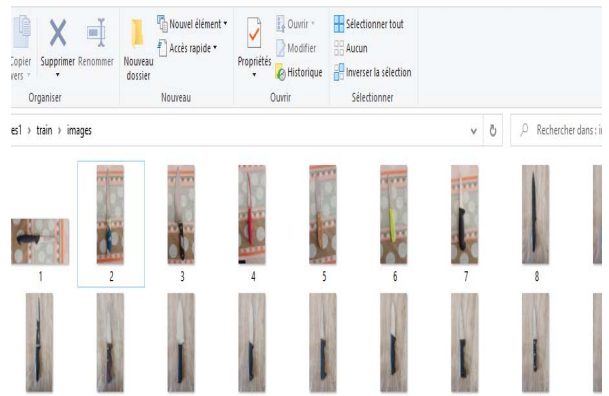 Copier
vers
Supprimer
Renommer
Nouveau
dossier
Nouvel élément
Accès rapide
Propriétés
Ouvrir
Modifier
Historique
Sélectionner tout
Aucun
Inverser la sélection
Organiser
Nouveau
Ouvrir
Sélectionner
es1 > train > images
Rechercher dans : i
1
2
3
4
5
6
7
8